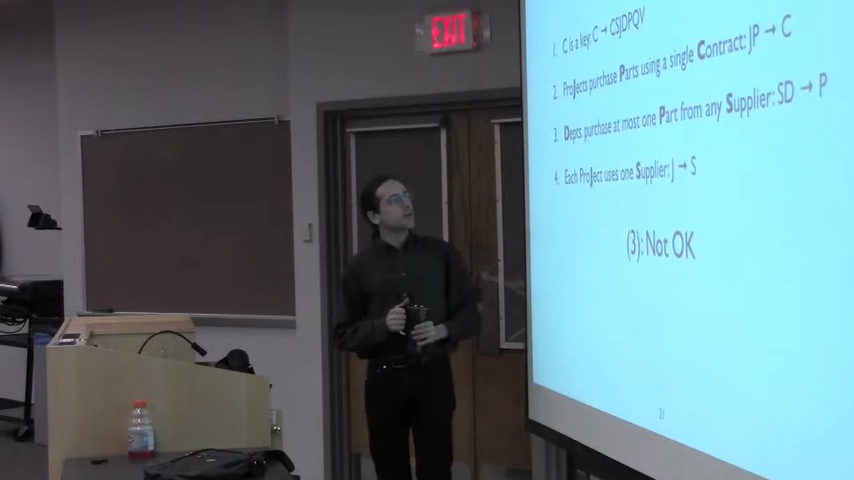 EXIT
1. C is a key: C → CSJDPQV
2. ProJects purchase Parts using a single Contract: JP → C
3. Depts. purchase at most one Part from any Supplier: SD → P
4. Each ProJect uses one Supplier: J → S
(3): Not OK
21